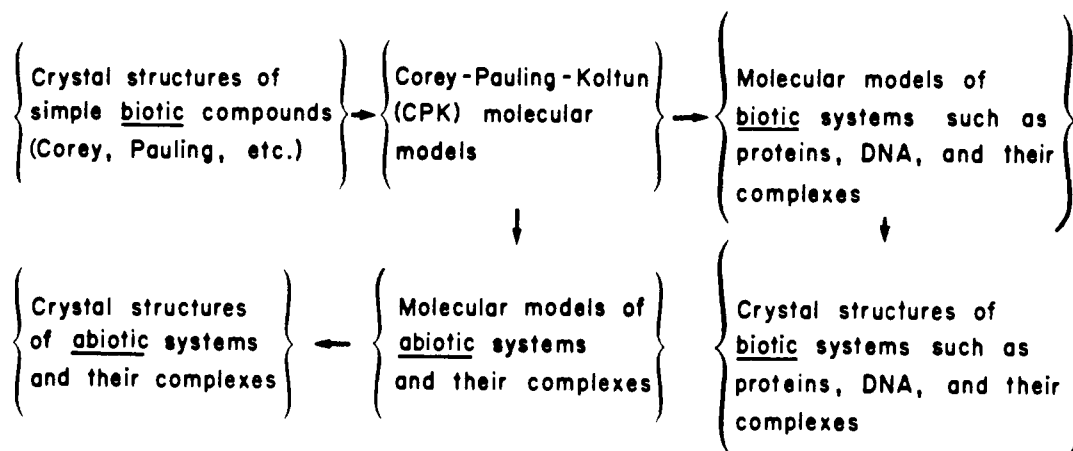 Crystal structures of
simple biotic compounds
(Corey, Pauling, etc.)
Corey-Pauling-Koltun
(CPK) molecular
models
Molecular models of
biotic systems such as
proteins, DNA, and their
complexes
Crystal structures
of abiotic systems
and their complexes
Molecular models of
abiotic systems
and their complexes
Crystal structures of
biotic systems such as
proteins, DNA, and their
complexes